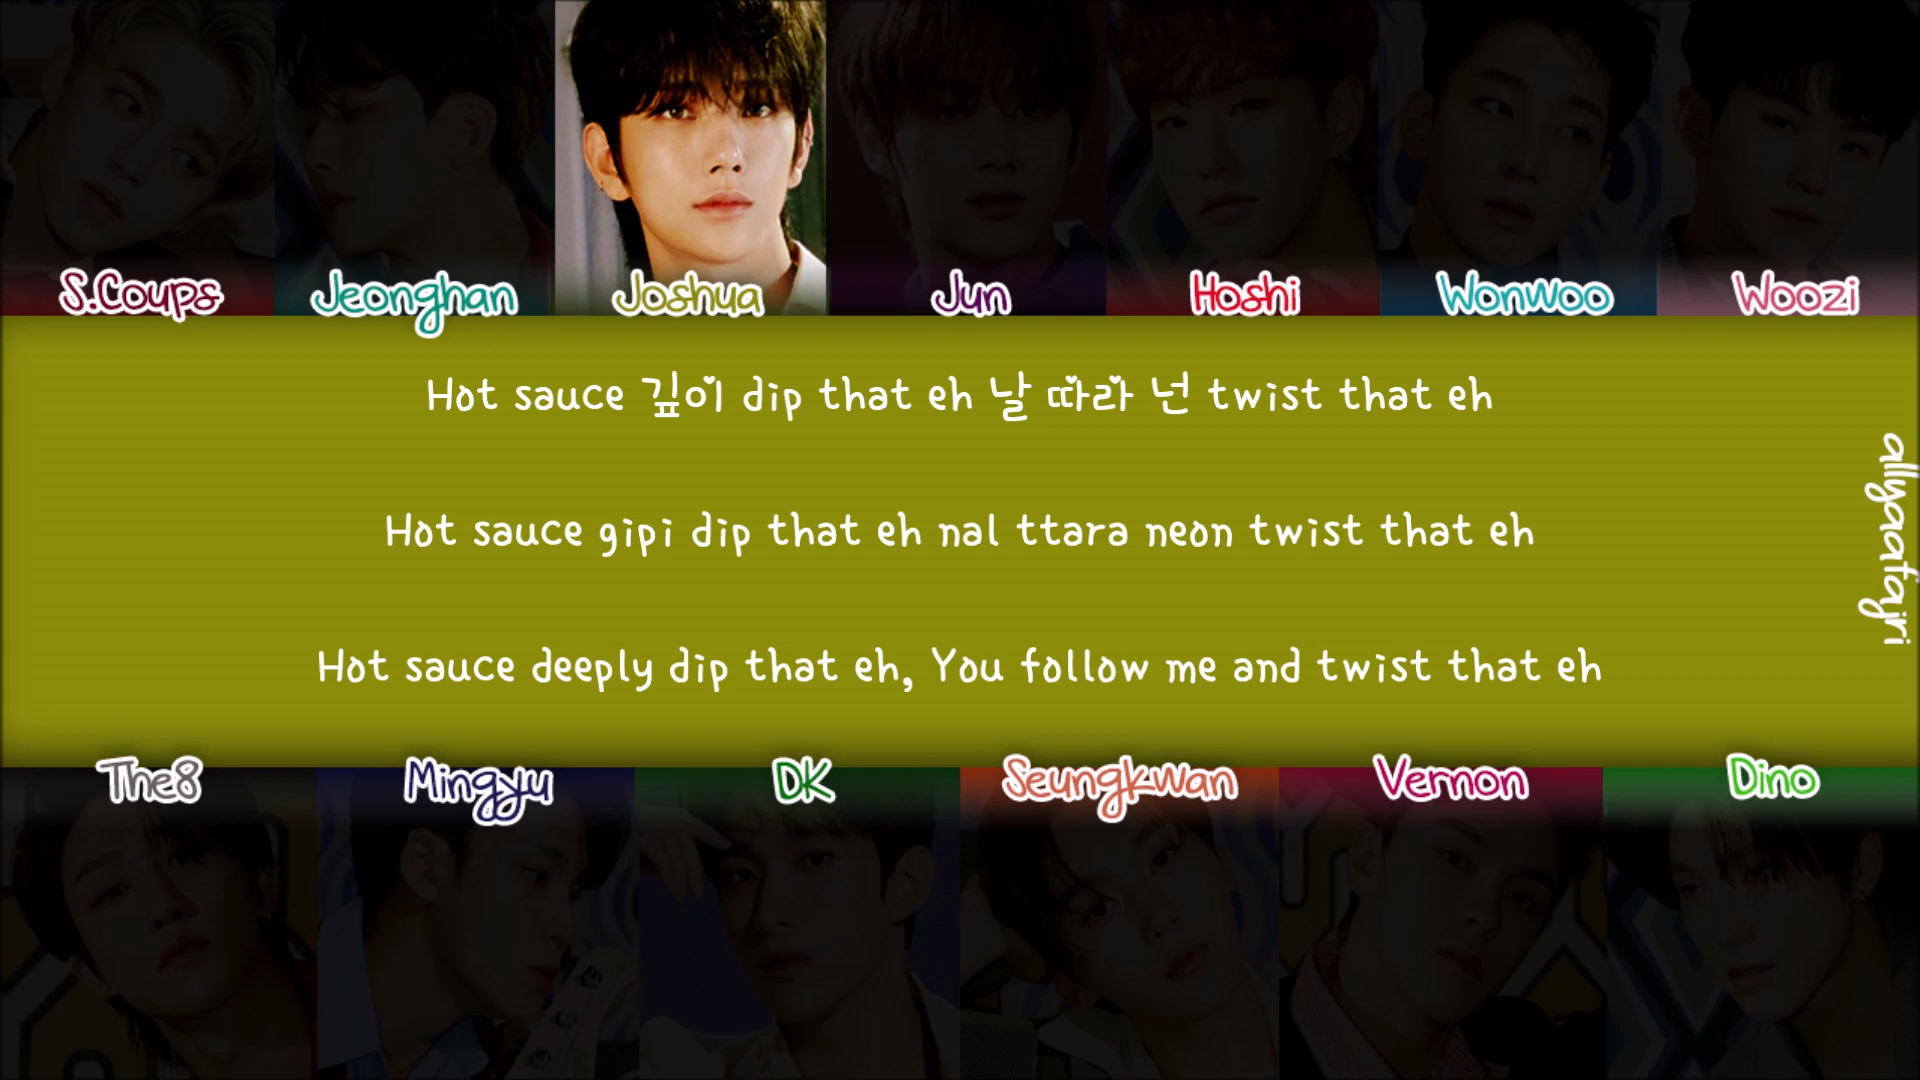 S.Coups Jeonghan Joshua Jun Hoshi Wonwoo Woozi
Hot sauce 깊이 dip that eh 날 따라 넌 twist that eh
Hot sauce gipi dip that eh nal ttara neon twist that eh
Hot sauce deeply dip that eh, You follow me and twist that eh
allyaafajri
The8 Mingyu DK Seungkwan Vernon Dino